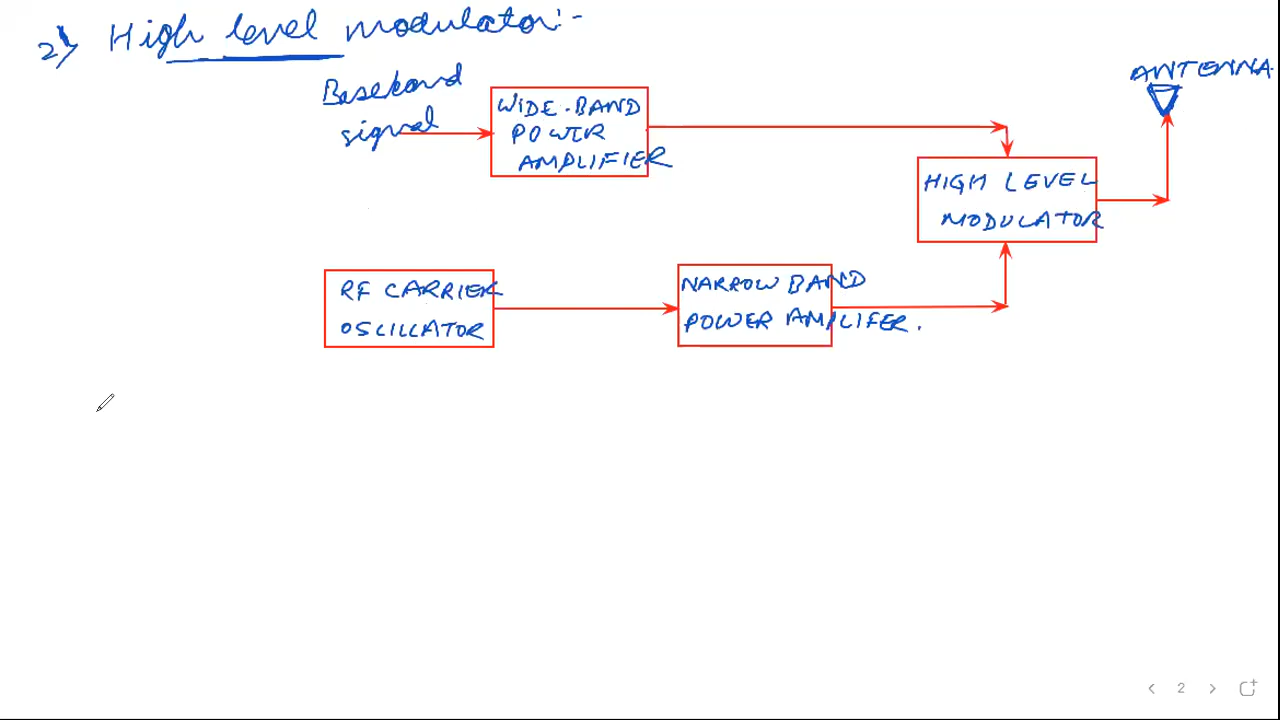 2) High level modulator:-
Baseband
signal
WIDE-BAND
POWER
AMPLIFIER
ANTENNA
HIGH LEVEL
MODULATOR
RF CARRIER
OSCILLATOR
NARROW BAND
POWER AMPLIFER.
2